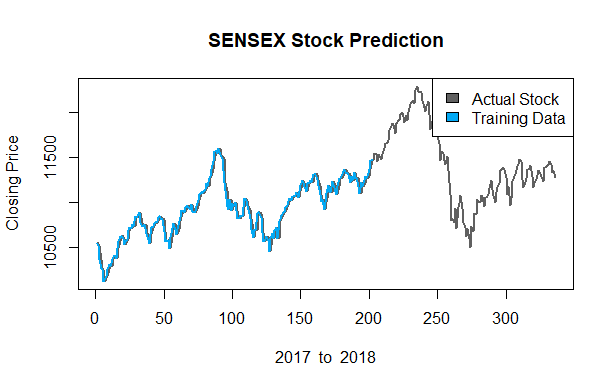 SENSEX Stock Prediction
Actual Stock
Training Data
Closing Price
11500
10500
0 50 100 150 200 250 300
2017 to 2018